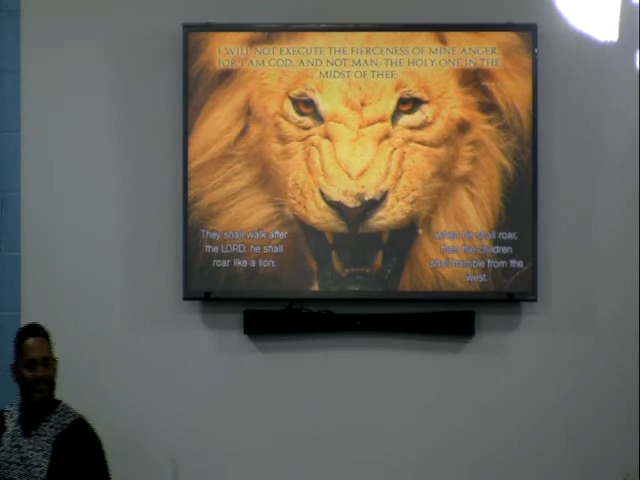 I WILL NOT EXECUTE THE FIERCENESS OF MINE ANGER,
FOR I AM GOD, AND NOT MAN; THE HOLY ONE IN THE
MIDST OF THEE:
They shall walk after
the LORD: he shall
roar like a lion:
when he shall roar,
then the children
shall tremble from the
west.